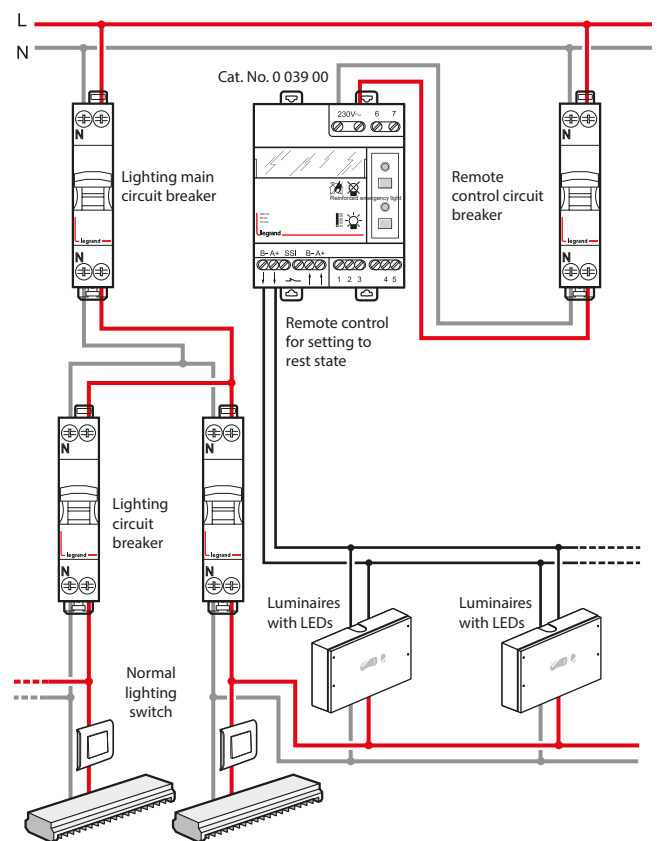 L
N
Cat. No. 0 039 00
N
Lighting main
circuit breaker
legrand
N
230V~ 6 7
Reinforced emergency light
legrand
B- A+ SSI B- A+
1 2 3 4 5
Remote control
for setting to
rest state
Remote
control circuit
breaker
N
legrand
N
N
Lighting
circuit
breaker
legrand
N
N
legrand
N
Luminaires
with LEDs
Luminaires
with LEDs
Normal
lighting
switch